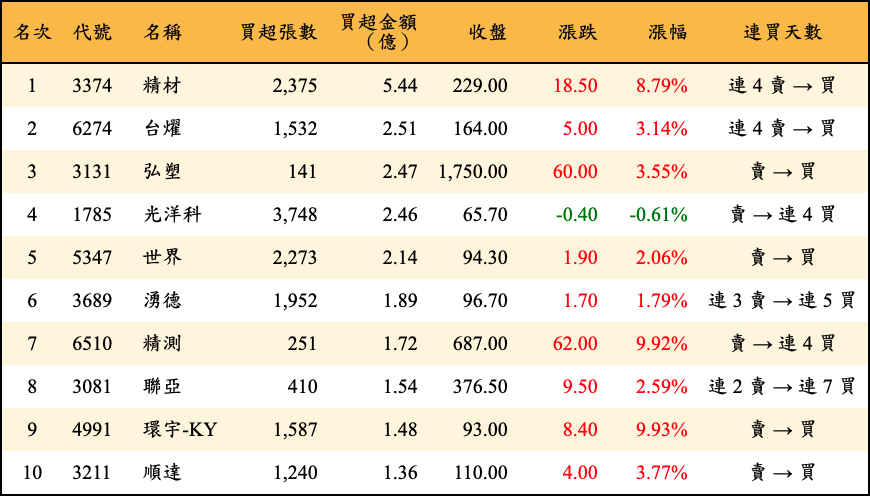 名次 代號 名稱 買超張數 買超金額（億） 收盤 漲跌 漲幅 連買天數
1 3374 精材 2,375 5.44 229.00 18.50 8.79% 連 4 賣 → 買
2 6274 台燿 1,532 2.51 164.00 5.00 3.14% 連 4 賣 → 買
3 3131 弘塑 141 2.47 1,750.00 60.00 3.55% 賣 → 買
4 1785 光洋科 3,748 2.46 65.70 -0.40 -0.61% 賣 → 連 4 買
5 5347 世界 2,273 2.14 94.30 1.90 2.06% 賣 → 買
6 3689 湧德 1,952 1.89 96.70 1.70 1.79% 連 3 賣 → 連 5 買
7 6510 精測 251 1.72 687.00 62.00 9.92% 賣 → 連 4 買
8 3081 聯亞 410 1.54 376.50 9.50 2.59% 連 2 賣 → 連 7 買
9 4991 環宇-KY 1,587 1.48 93.00 8.40 9.93% 賣 → 買
10 3211 順達 1,240 1.36 110.00 4.00 3.77% 賣 → 買